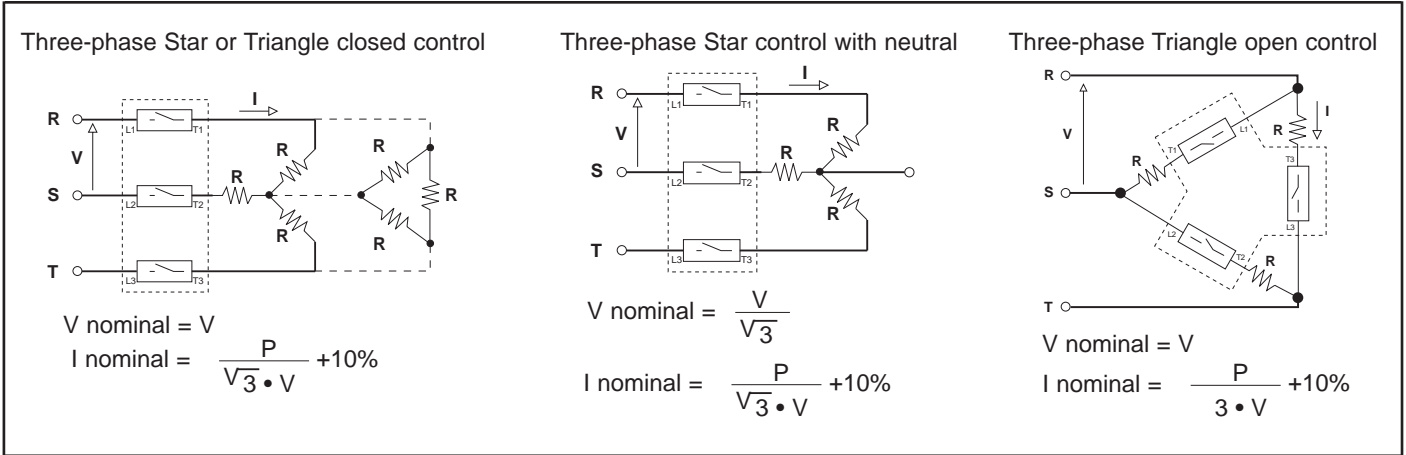 Three-phase Star or Triangle closed control
R
L1 T1
I
V
S
L2 T2
R
R
R
R
R
R
T
L3 T3
V nominal = V
I nominal = P / √3 • V +10%
Three-phase Star control with neutral
R
L1 T1
I
V
R
S
L2 T2
R
R
T
L3 T3
V nominal = V / √3
I nominal = P / √3 • V +10%
Three-phase Triangle open control
R
V
L1
T1
R
R
I
T3
L3
S
L2
T2
R
T
V nominal = V
I nominal = P / 3 • V +10%